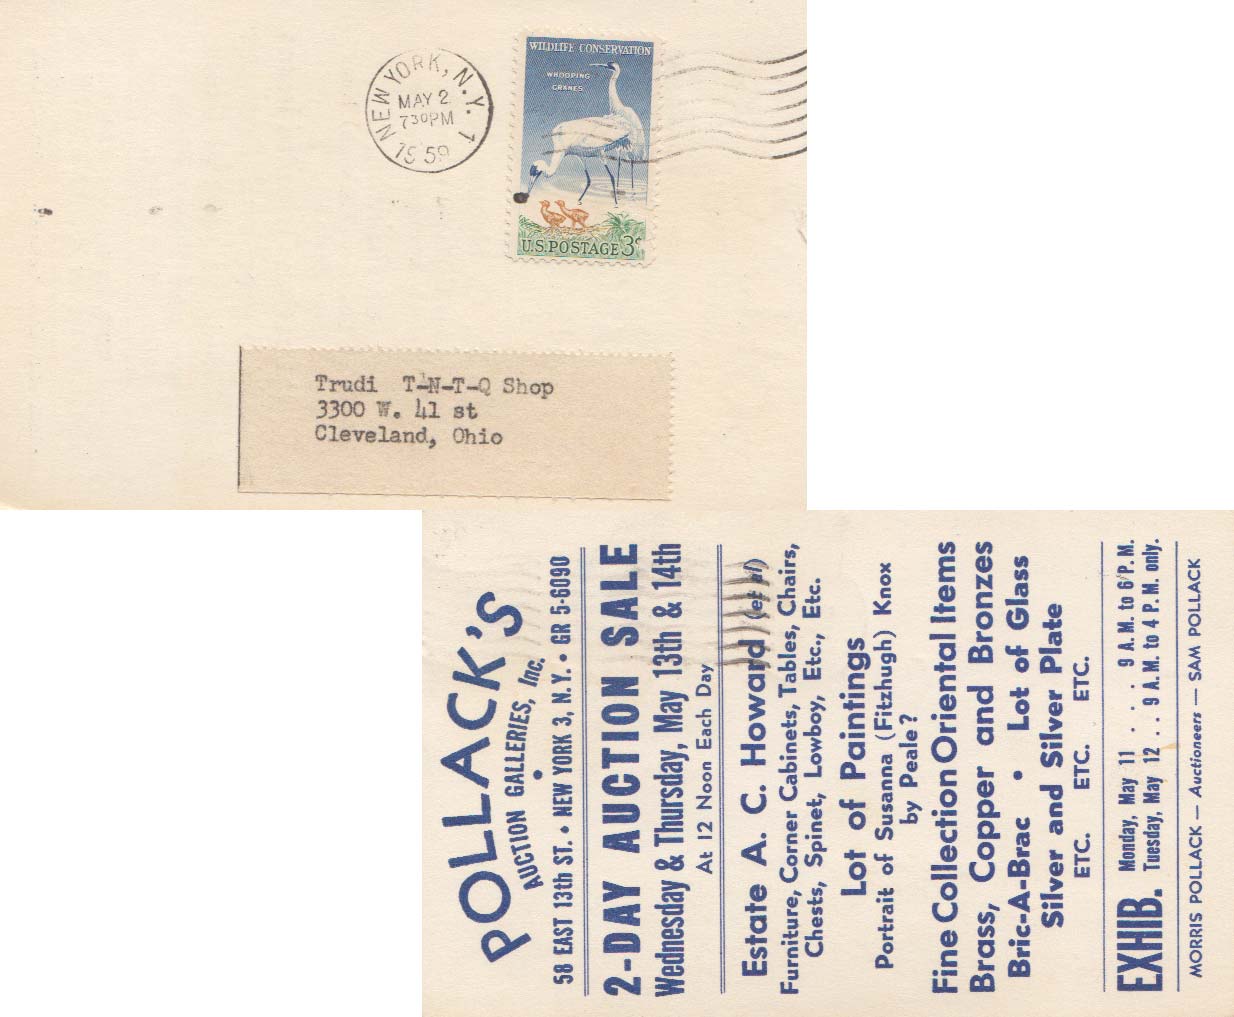 NEW YORK, N.Y. 1
MAY 2
7 30 PM
1959
WILDLIFE CONSERVATION
WHOOPING
CRANES
U.S.POSTAGE 3¢
Trudi T-N-T-Q Shop
3300 W. 41 st
Cleveland, Ohio
POLLACK'S
AUCTION GALLERIES, Inc.
58 EAST 13th ST. • NEW YORK 3, N. Y. • GR 5-6090
2-DAY AUCTION SALE
Wednesday & Thursday, May 13th & 14th
At 12 Noon Each Day
Estate A. C. Howard (et al)
Furniture, Corner Cabinets, Tables, Chairs,
Chests, Spinet, Lowboy, Etc., Etc.
Lot of Paintings
Portrait of Susanna (Fitzhugh) Knox
by Peale?
Fine Collection Oriental Items
Brass, Copper and Bronzes
Bric-A-Brac • Lot of Glass
Silver and Silver Plate
ETC. ETC. ETC.
EXHIB. Monday, May 11 . . . 9 A.M. to 6 P.M.
Tuesday, May 12 . . 9 A.M. to 4 P.M. only.
MORRIS POLLACK — Auctioneers — SAM POLLACK